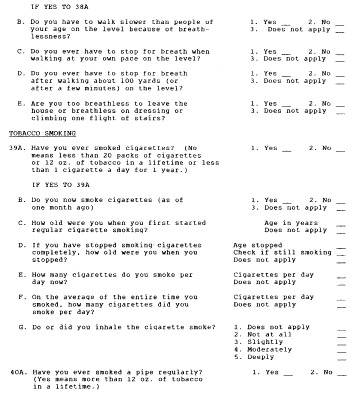 IF YES TO 38A
B. Do you have to walk slower than people of 1. Yes __ 2. No __
your age on the level because of breath- 3. Does not apply __
lessness?
C. Do you ever have to stop for breath when 1. Yes __ 2. No __
walking at your own pace on the level? 3. Does not apply __
D. Do you ever have to stop for breath 1. Yes __ 2. No __
after walking about 100 yards (or 3. Does not apply __
after a few minutes) on the level?
E. Are you too breathless to leave the 1. Yes __ 2. No __
house or breathless on dressing or 3. Does not apply __
climbing one flight of stairs?
TOBACCO SMOKING
39A. Have you ever smoked cigarettes? (No 1. Yes __ 2. No __
means less than 20 packs of cigarettes
or 12 oz. of tobacco in a lifetime or less
than 1 cigarette a day for 1 year.)
IF YES TO 39A
B. Do you now smoke cigarettes (as of 1. Yes __ 2. No __
one month ago) 3. Does not apply __
C. How old were you when you first started Age in years __
regular cigarette smoking? Does not apply __
D. If you have stopped smoking cigarettes Age stopped __
completely, how old were you when you Check if still smoking __
stopped? Does not apply __
E. How many cigarettes do you smoke per Cigarettes per day __
day now? Does not apply __
F. On the average of the entire time you Cigarettes per day __
smoked, how many cigarettes did you Does not apply __
smoke per day?
G. Do or did you inhale the cigarette smoke? 1. Does not apply __
2. Not at all __
3. Slightly __
4. Moderately __
5. Deeply __
40A. Have you ever smoked a pipe regularly? 1. Yes __ 2. No __
(Yes means more than 12 oz. of tobacco
in a lifetime.)